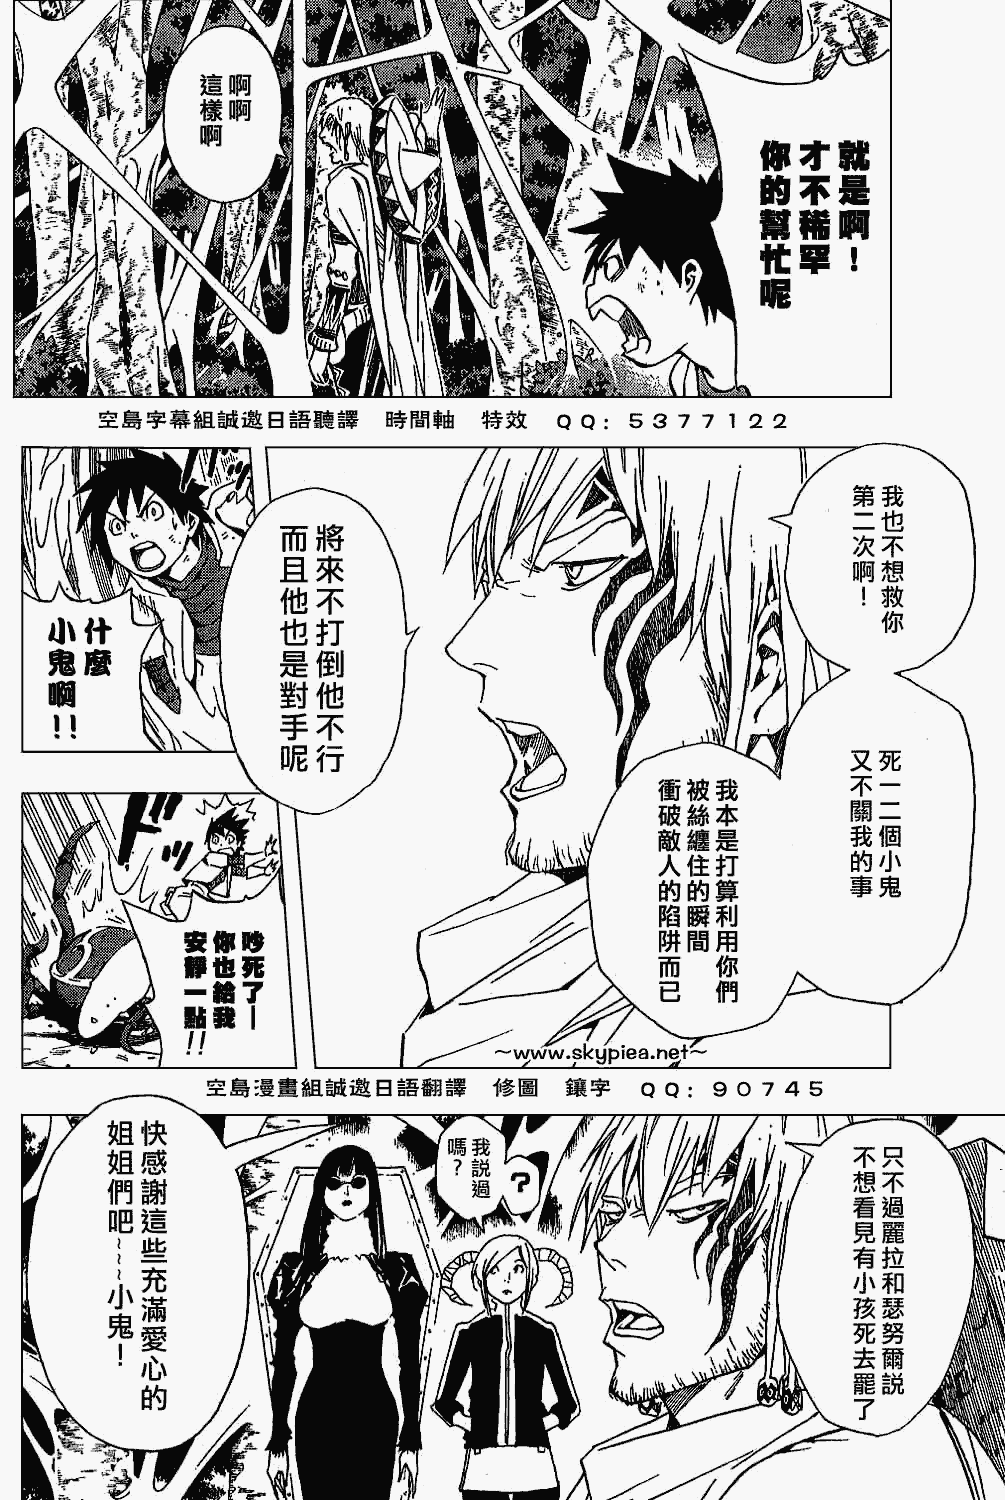 就是啊！
才不稀罕
你的幫忙呢
啊啊
這樣啊
空島字幕組誠邀日語聽譯　時間軸　特效　QQ: 5377122
我也不想救你
第二次啊！
死一二個小鬼
又不關我的事
我本是打算利用你們
被絲纏住的瞬間
衝破敵人的陷阱而已
將來不打倒他不行
而且他也是對手呢
什麼
小鬼啊!!
吵死了—
你也給我
安靜一點!!
~www.skypiea.net~
空島漫畫組誠邀日語翻譯　修圖　鑲字　QQ: 90745
只不過麗拉和瑟努爾說
不想看見有小孩死去罷了
?
我説過
嗎?
快感謝這些充滿愛心的
姐姐們吧~~~小鬼！